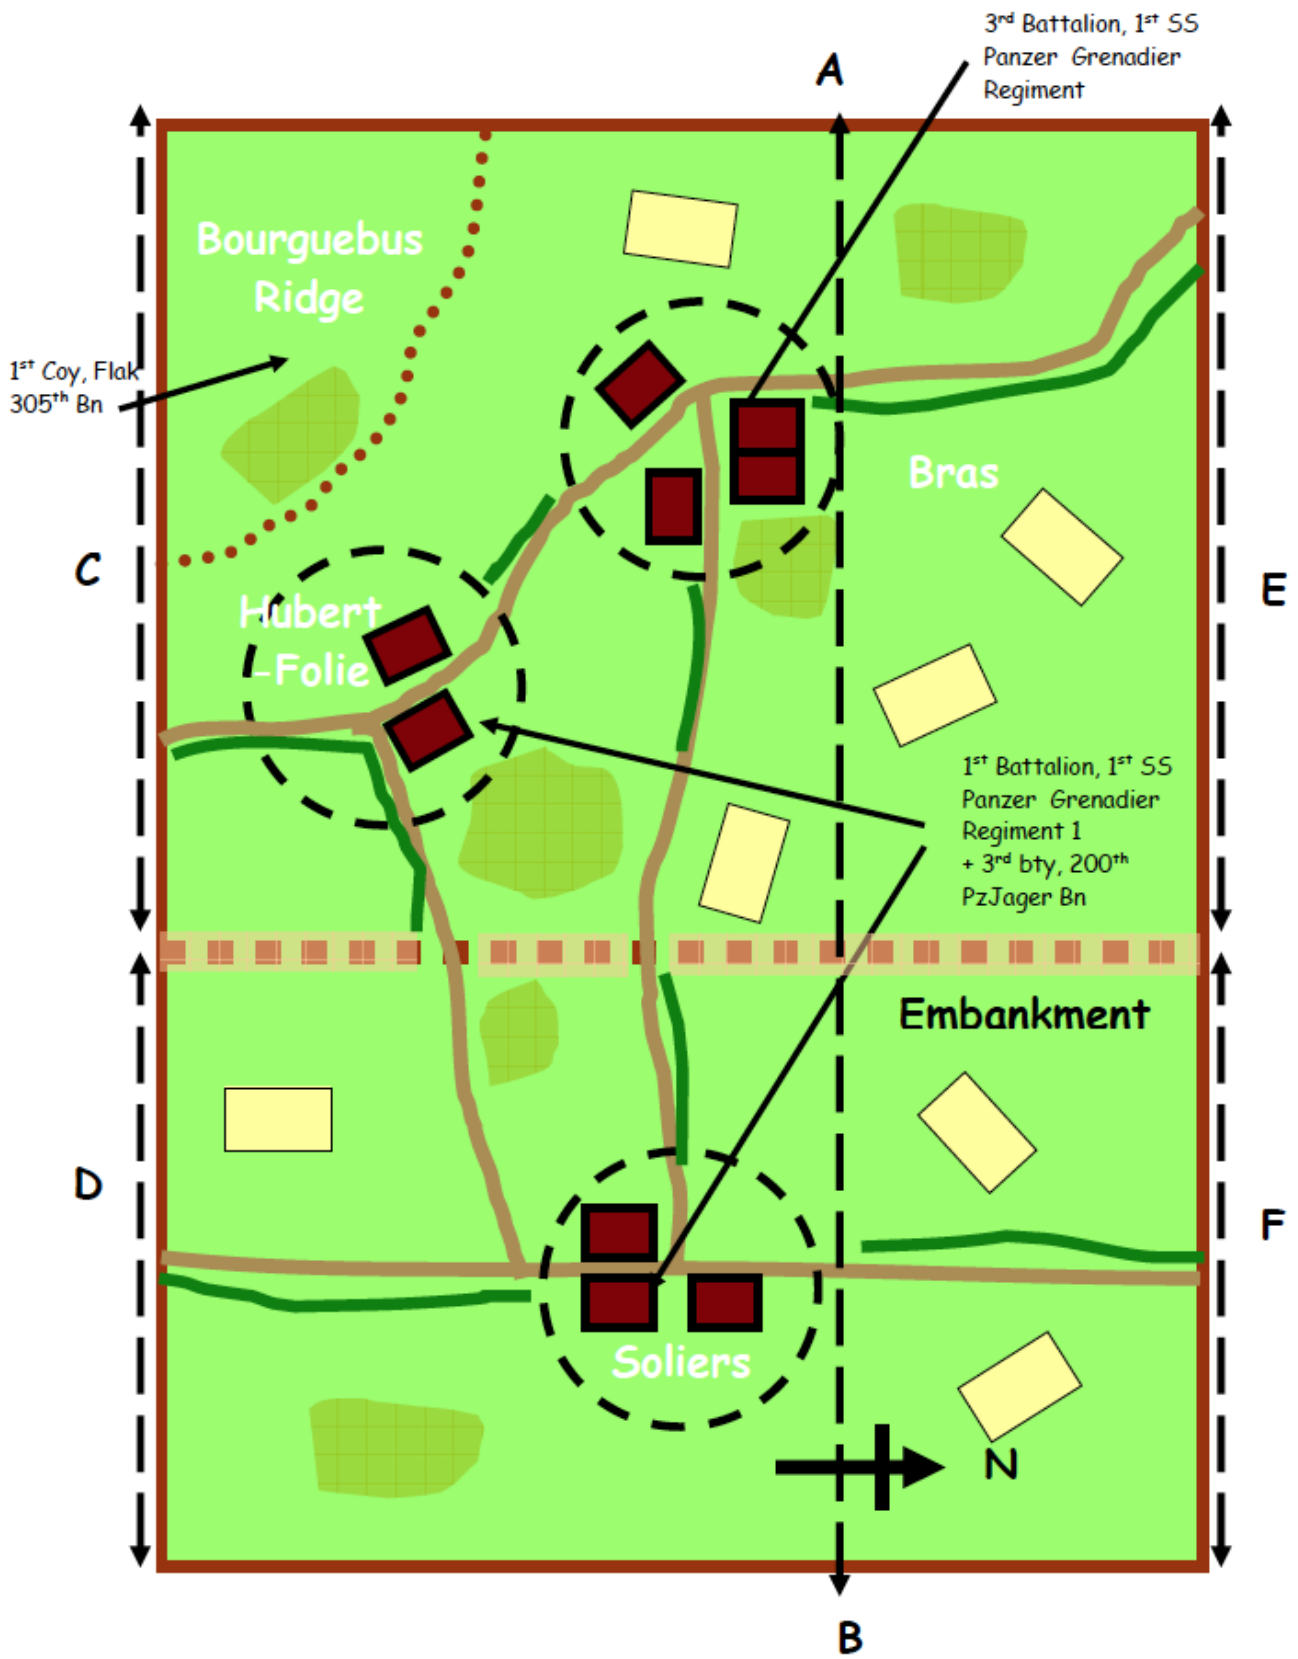 3rd Battalion, 1st SS
Panzer Grenadier
Regiment
A
Bourguebus
Ridge
1st Coy, Flak
305th Bn
Bras
C
E
Hubert
-Folie
1st Battalion, 1st SS
Panzer Grenadier
Regiment 1
+ 3rd bty, 200th
PzJager Bn
Embankment
D
F
Soliers
N
B